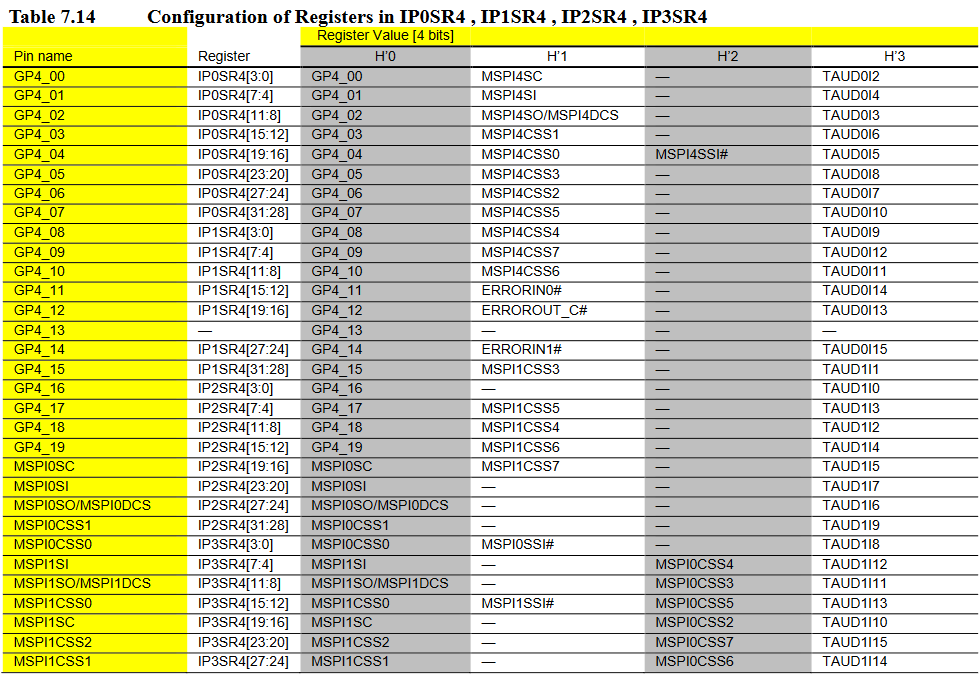 Table 7.14 Configuration of Registers in IP0SR4 , IP1SR4 , IP2SR4 , IP3SR4
Register Value [4 bits]
Pin name Register H'0 H'1 H'2 H'3
GP4_00 IP0SR4[3:0] GP4_00 MSPI4SC — TAUD0I2
GP4_01 IP0SR4[7:4] GP4_01 MSPI4SI — TAUD0I4
GP4_02 IP0SR4[11:8] GP4_02 MSPI4SO/MSPI4DCS — TAUD0I3
GP4_03 IP0SR4[15:12] GP4_03 MSPI4CSS1 — TAUD0I6
GP4_04 IP0SR4[19:16] GP4_04 MSPI4CSS0 MSPI4SSI# TAUD0I5
GP4_05 IP0SR4[23:20] GP4_05 MSPI4CSS3 — TAUD0I8
GP4_06 IP0SR4[27:24] GP4_06 MSPI4CSS2 — TAUD0I7
GP4_07 IP0SR4[31:28] GP4_07 MSPI4CSS5 — TAUD0I10
GP4_08 IP1SR4[3:0] GP4_08 MSPI4CSS4 — TAUD0I9
GP4_09 IP1SR4[7:4] GP4_09 MSPI4CSS7 — TAUD0I12
GP4_10 IP1SR4[11:8] GP4_10 MSPI4CSS6 — TAUD0I11
GP4_11 IP1SR4[15:12] GP4_11 ERRORIN0# — TAUD0I14
GP4_12 IP1SR4[19:16] GP4_12 ERROROUT_C# — TAUD0I13
GP4_13 — GP4_13 — — —
GP4_14 IP1SR4[27:24] GP4_14 ERRORIN1# — TAUD0I15
GP4_15 IP1SR4[31:28] GP4_15 MSPI1CSS3 — TAUD1I1
GP4_16 IP2SR4[3:0] GP4_16 — — TAUD1I0
GP4_17 IP2SR4[7:4] GP4_17 MSPI1CSS5 — TAUD1I3
GP4_18 IP2SR4[11:8] GP4_18 MSPI1CSS4 — TAUD1I2
GP4_19 IP2SR4[15:12] GP4_19 MSPI1CSS6 — TAUD1I4
MSPI0SC IP2SR4[19:16] MSPI0SC MSPI1CSS7 — TAUD1I5
MSPI0SI IP2SR4[23:20] MSPI0SI — — TAUD1I7
MSPI0SO/MSPI0DCS IP2SR4[27:24] MSPI0SO/MSPI0DCS — — TAUD1I6
MSPI0CSS1 IP2SR4[31:28] MSPI0CSS1 — — TAUD1I9
MSPI0CSS0 IP3SR4[3:0] MSPI0CSS0 MSPI0SSI# — TAUD1I8
MSPI1SI IP3SR4[7:4] MSPI1SI — MSPI0CSS4 TAUD1I12
MSPI1SO/MSPI1DCS IP3SR4[11:8] MSPI1SO/MSPI1DCS — MSPI0CSS3 TAUD1I11
MSPI1CSS0 IP3SR4[15:12] MSPI1CSS0 MSPI1SSI# MSPI0CSS5 TAUD1I13
MSPI1SC IP3SR4[19:16] MSPI1SC — MSPI0CSS2 TAUD1I10
MSPI1CSS2 IP3SR4[23:20] MSPI1CSS2 — MSPI0CSS7 TAUD1I15
MSPI1CSS1 IP3SR4[27:24] MSPI1CSS1 — MSPI0CSS6 TAUD1I14